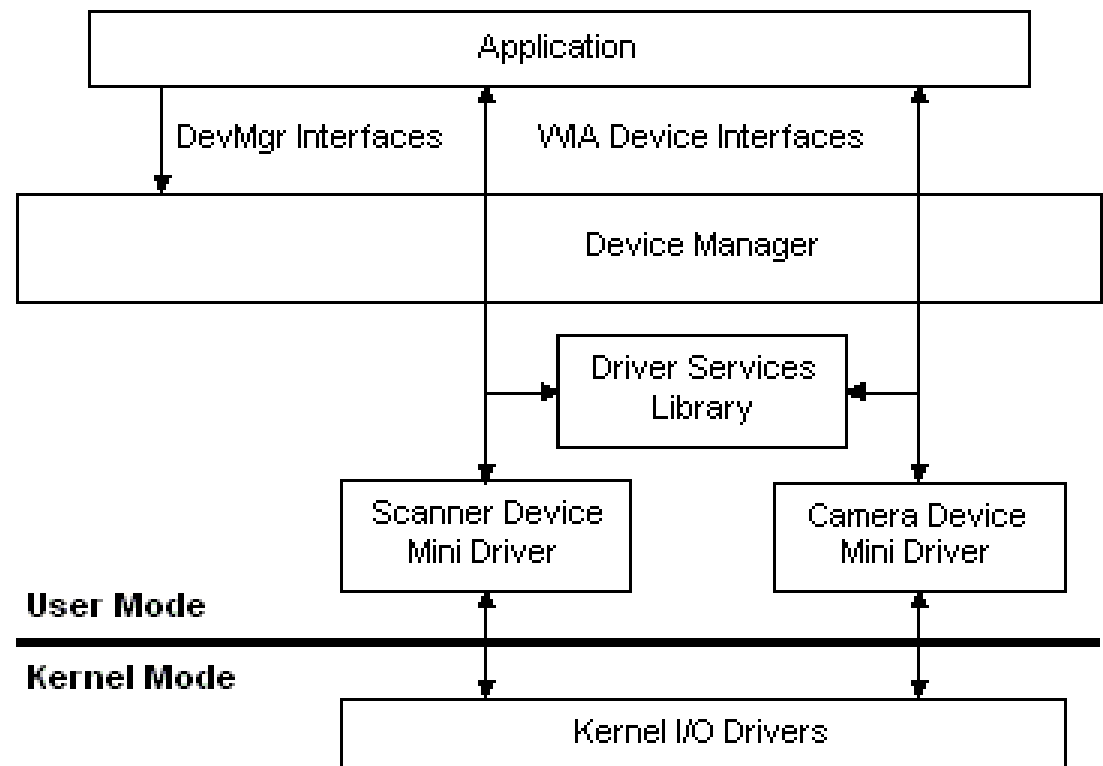 Application
DevMgr Interfaces
WIA Device Interfaces
Device Manager
Driver Services
Library
Scanner Device
Mini Driver
Camera Device
Mini Driver
User Mode
Kernel Mode
Kernel I/O Drivers